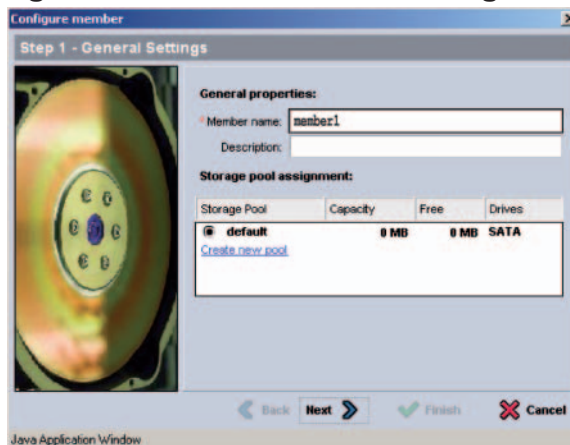 Configure member
Step 1 - General Settings
General properties:
* Member name: member1
Description:
Storage pool assignment:
Storage Pool Capacity Free Drives
default 0 MB 0 MB SATA
Create new pool
Back Next Finish Cancel
Java Application Window